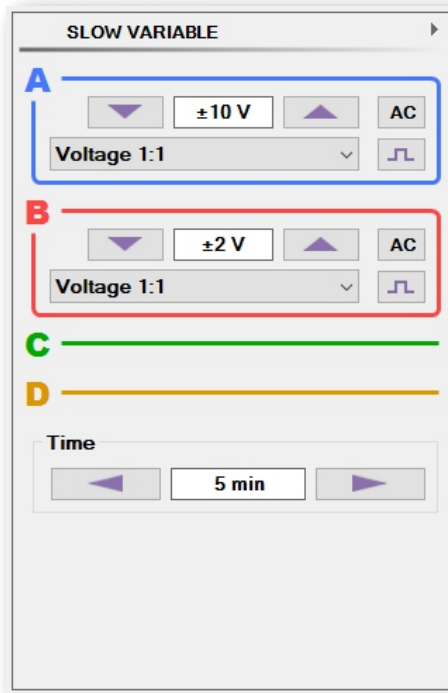 SLOW VARIABLE
A
±10 V
AC
Voltage 1:1
B
±2 V
AC
Voltage 1:1
C
D
Time
5 min